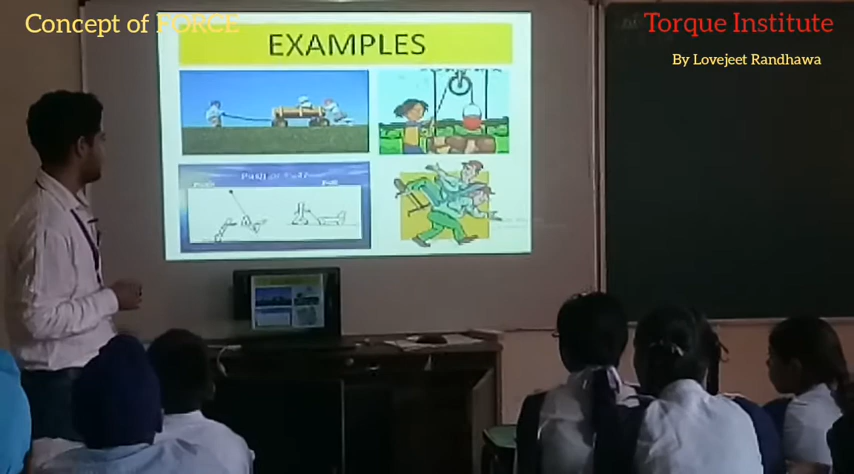 Concept of FORCE
Torque Institute
By Lovejeet Randhawa
EXAMPLES